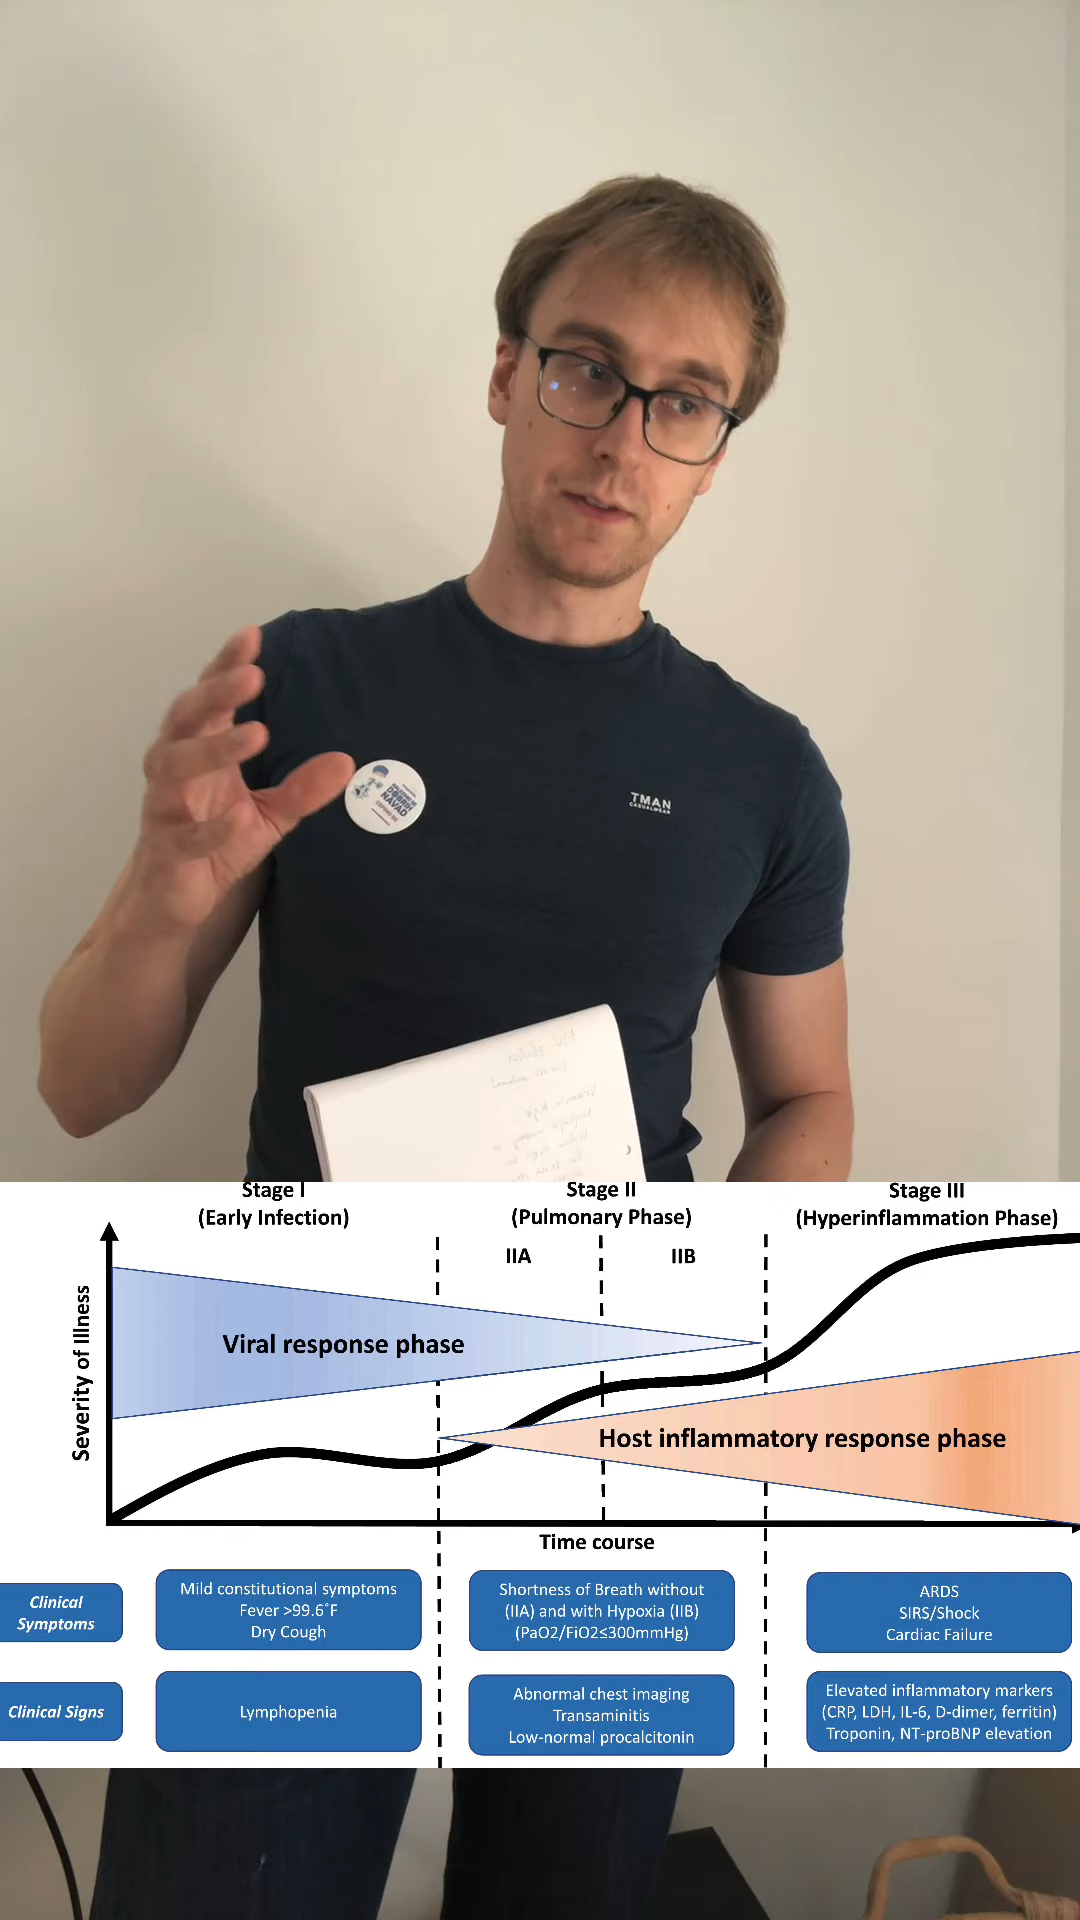 DOBRIH
NAVAD
TMAN
CASUALWEAR
Stage I
(Early Infection)
Stage II
(Pulmonary Phase)
Stage III
(Hyperinflammation Phase)
IIA
IIB
Severity of Illness
Viral response phase
Host inflammatory response phase
Time course
Clinical
Symptoms
Mild constitutional symptoms
Fever >99.6°F
Dry Cough
Shortness of Breath without
(IIA) and with Hypoxia (IIB)
(PaO2/FiO2≤300mmHg)
ARDS
SIRS/Shock
Cardiac Failure
Clinical Signs
Lymphopenia
Abnormal chest imaging
Transaminitis
Low-normal procalcitonin
Elevated inflammatory markers
(CRP, LDH, IL-6, D-dimer, ferritin)
Troponin, NT-proBNP elevation